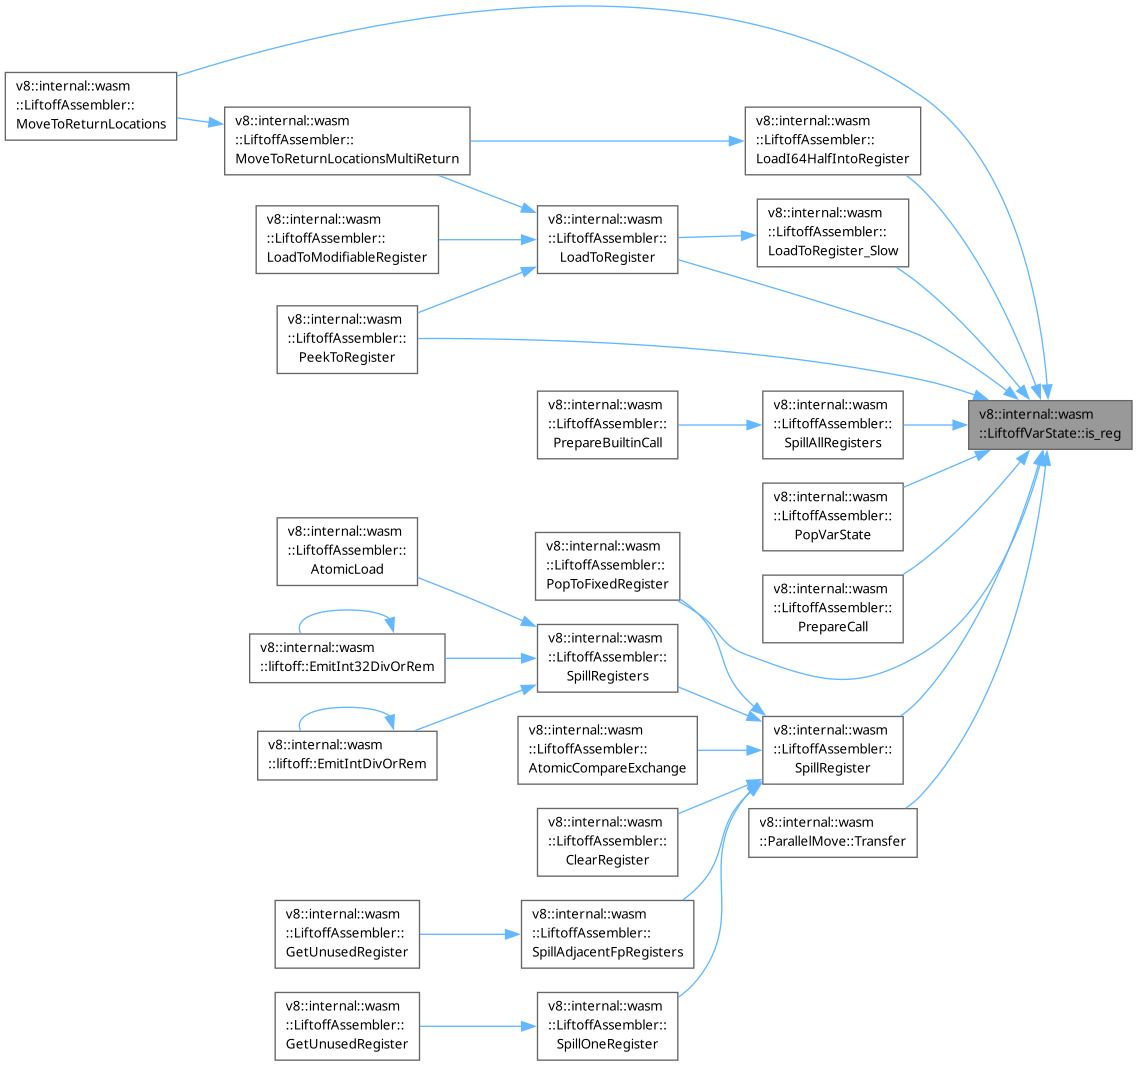 v8::internal::wasm
::LiftoffAssembler::
MoveToReturnLocations
v8::internal::wasm
::LiftoffAssembler::
MoveToReturnLocationsMultiReturn
v8::internal::wasm
::LiftoffAssembler::
LoadI64HalfIntoRegister
v8::internal::wasm
::LiftoffAssembler::
LoadToModifiableRegister
v8::internal::wasm
::LiftoffAssembler::
LoadToRegister
v8::internal::wasm
::LiftoffAssembler::
LoadToRegister_Slow
v8::internal::wasm
::LiftoffAssembler::
PeekToRegister
v8::internal::wasm
::LiftoffAssembler::
PrepareBuiltinCall
v8::internal::wasm
::LiftoffAssembler::
SpillAllRegisters
v8::internal::wasm
::LiftoffVarState::is_reg
v8::internal::wasm
::LiftoffAssembler::
PopVarState
v8::internal::wasm
::LiftoffAssembler::
AtomicLoad
v8::internal::wasm
::LiftoffAssembler::
PopToFixedRegister
v8::internal::wasm
::LiftoffAssembler::
PrepareCall
v8::internal::wasm
::liftoff::EmitInt32DivOrRem
v8::internal::wasm
::LiftoffAssembler::
SpillRegisters
v8::internal::wasm
::liftoff::EmitIntDivOrRem
v8::internal::wasm
::LiftoffAssembler::
AtomicCompareExchange
v8::internal::wasm
::LiftoffAssembler::
SpillRegister
v8::internal::wasm
::LiftoffAssembler::
ClearRegister
v8::internal::wasm
::ParallelMove::Transfer
v8::internal::wasm
::LiftoffAssembler::
GetUnusedRegister
v8::internal::wasm
::LiftoffAssembler::
SpillAdjacentFpRegisters
v8::internal::wasm
::LiftoffAssembler::
GetUnusedRegister
v8::internal::wasm
::LiftoffAssembler::
SpillOneRegister